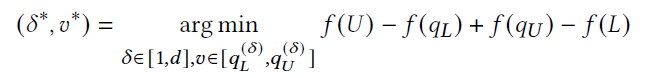 (δ*, υ*) = arg min f(U) − f(q_L) + f(q_U) − f(L)
δ∈[1,d],υ∈[q_L^(δ),q_U^(δ)]